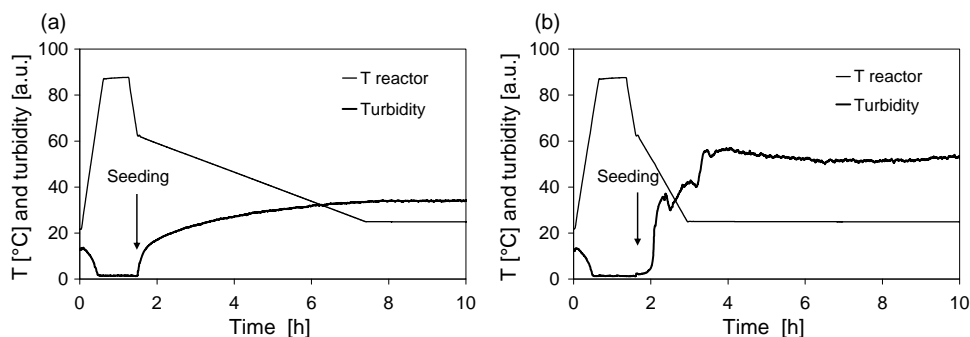 (a)
T [°C] and turbidity [a.u.]
100
80
60
40
20
0
T reactor
Turbidity
Seeding
0 2 4 6 8 10
Time [h]
(b)
T [°C] and turbidity [a.u.]
100
80
60
40
20
0
T reactor
Turbidity
Seeding
0 2 4 6 8 10
Time [h]